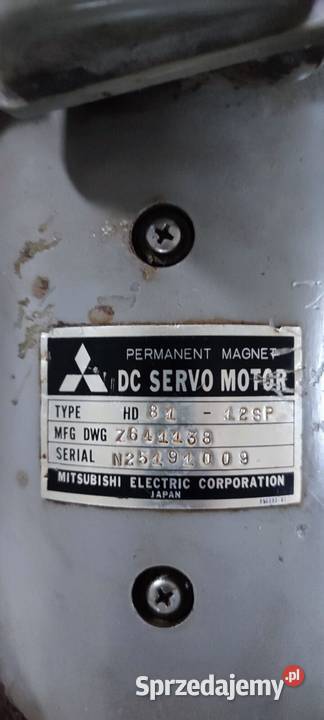 PERMANENT MAGNET
DC SERVO MOTOR
TYPE HD 81 - 12SP
MFG DWG Z641138
SERIAL N25191009
MITSUBISHI ELECTRIC CORPORATION
JAPAN
Sprzedajemy.pl